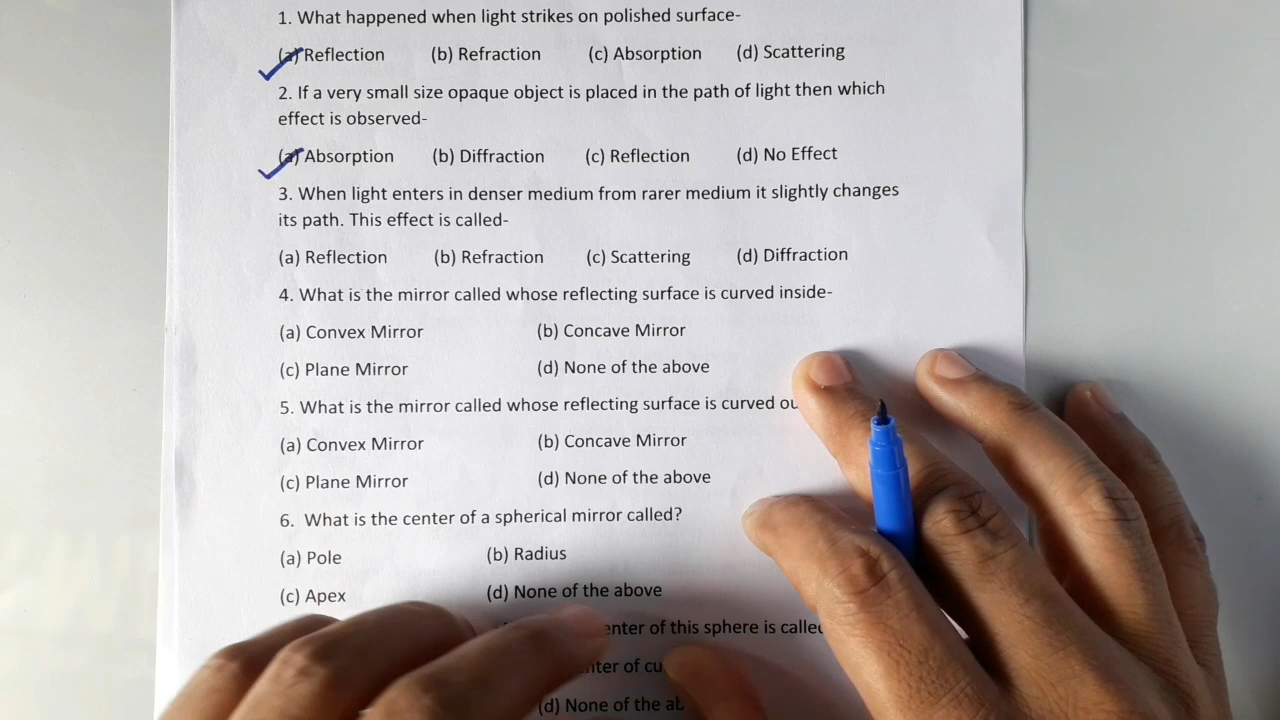 1. What happened when light strikes on polished surface-
(a) Reflection (b) Refraction (c) Absorption (d) Scattering
2. If a very small size opaque object is placed in the path of light then which
effect is observed-
(a) Absorption (b) Diffraction (c) Reflection (d) No Effect
3. When light enters in denser medium from rarer medium it slightly changes
its path. This effect is called-
(a) Reflection (b) Refraction (c) Scattering (d) Diffraction
4. What is the mirror called whose reflecting surface is curved inside-
(a) Convex Mirror (b) Concave Mirror
(c) Plane Mirror (d) None of the above
5. What is the mirror called whose reflecting surface is curved
(a) Convex Mirror (b) Concave Mirror
(c) Plane Mirror (d) None of the above
6. What is the center of a spherical mirror called?
(a) Pole (b) Radius
(c) Apex (d) None of the above
of this sphere is called
of
(d) None of the